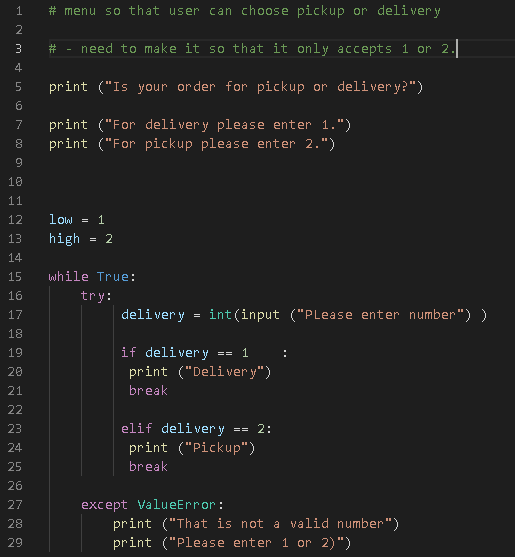 1 # menu so that user can choose pickup or delivery
2
3 # - need to make it so that it only accepts 1 or 2.
4
5 print ("Is your order for pickup or delivery?")
6
7 print ("For delivery please enter 1.")
8 print ("For pickup please enter 2.")
9
10
11
12 low = 1
13 high = 2
14
15 while True:
16     try:
17         delivery = int(input ("PLease enter number") )
18
19         if delivery == 1    :
20          print ("Delivery")
21          break
22
23         elif delivery == 2:
24          print ("Pickup")
25          break
26
27     except ValueError:
28         print ("That is not a valid number")
29         print ("Please enter 1 or 2)")